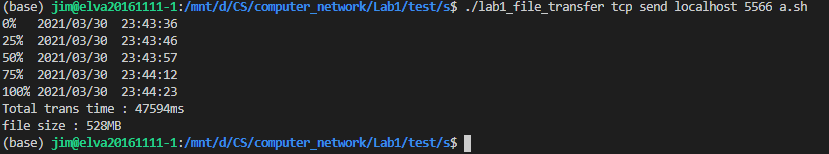 (base) jim@elva20161111-1:/mnt/d/CS/computer_network/Lab1/test/s$ ./lab1_file_transfer tcp send localhost 5566 a.sh
0%   2021/03/30  23:43:36
25%  2021/03/30  23:43:46
50%  2021/03/30  23:43:57
75%  2021/03/30  23:44:12
100% 2021/03/30  23:44:23
Total trans time : 47594ms
file size : 528MB
(base) jim@elva20161111-1:/mnt/d/CS/computer_network/Lab1/test/s$